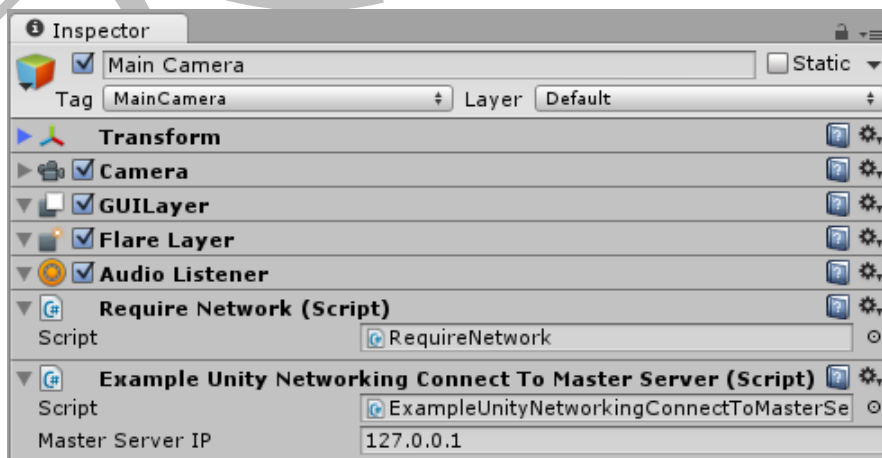 Inspector
Main Camera Static
Tag MainCamera Layer Default
Transform
Camera
GUILayer
Flare Layer
Audio Listener
Require Network (Script)
Script RequireNetwork
Example Unity Networking Connect To Master Server (Script)
Script ExampleUnityNetworkingConnectToMasterSe
Master Server IP 127.0.0.1